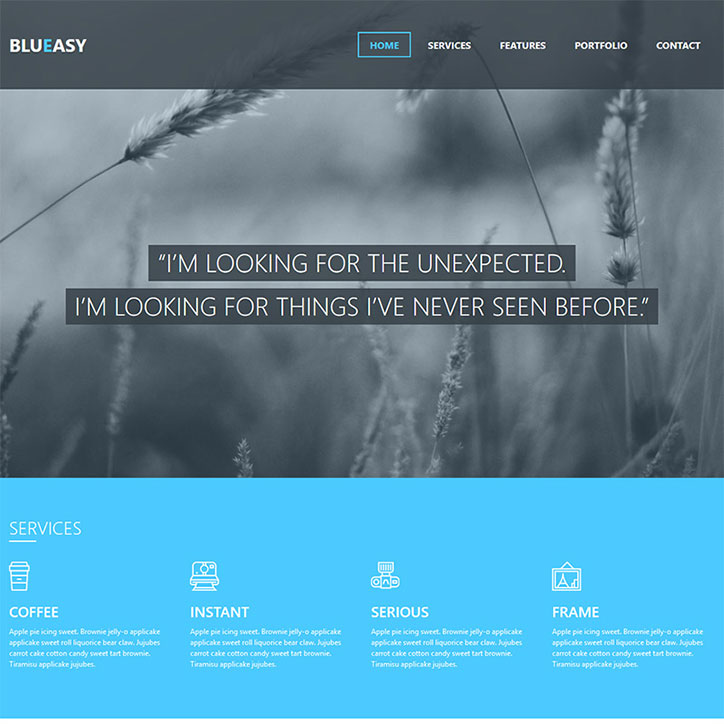 BLUEASY
HOME SERVICES FEATURES PORTFOLIO CONTACT
“I’M LOOKING FOR THE UNEXPECTED.
I’M LOOKING FOR THINGS I’VE NEVER SEEN BEFORE.“
SERVICES
COFFEE
Apple pie icing sweet. Brownie jelly-o applicake
applicake sweet roll liquorice bear claw. Jujubes
carrot cake cotton candy sweet tart brownie.
Tiramisu applicake jujubes.
INSTANT
Apple pie icing sweet. Brownie jelly-o applicake
applicake sweet roll liquorice bear claw. Jujubes
carrot cake cotton candy sweet tart brownie.
Tiramisu applicake jujubes.
SERIOUS
Apple pie icing sweet. Brownie jelly-o applicake
applicake sweet roll liquorice bear claw. Jujubes
carrot cake cotton candy sweet tart brownie.
Tiramisu applicake jujubes.
FRAME
Apple pie icing sweet. Brownie jelly-o applicake
applicake sweet roll liquorice bear claw. Jujubes
carrot cake cotton candy sweet tart brownie.
Tiramisu applicake jujubes.